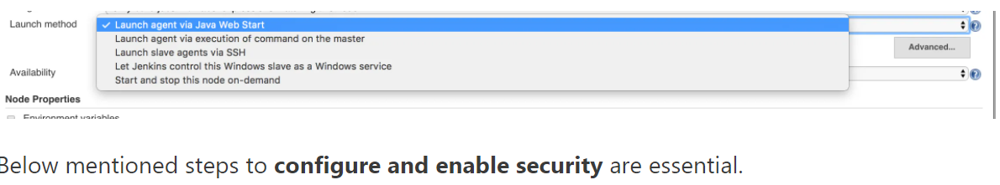 Launch method
Launch agent via Java Web Start
Launch agent via execution of command on the master
Launch slave agents via SSH
Let Jenkins control this Windows slave as a Windows service
Start and stop this node on-demand
Advanced...
Availability
Node Properties
Environment variables
Below mentioned steps to configure and enable security are essential.